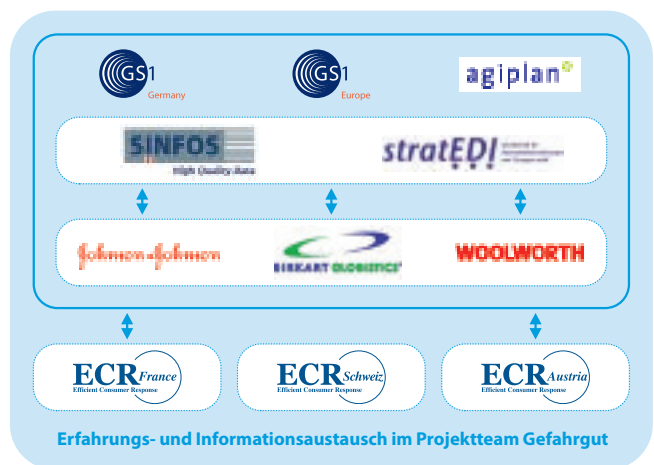 GS1
Germany
GS1
Europe
agiplan
SINFOS
High Quality data
stratEDI
Johnson & Johnson
BIRKART GLOBISTICS
WOOLWORTH
ECR France
Efficient Consumer Response
ECR Schweiz
Efficient Consumer Response
ECR Austria
Efficient Consumer Response
Erfahrungs- und Informationsaustausch im Projektteam Gefahrgut